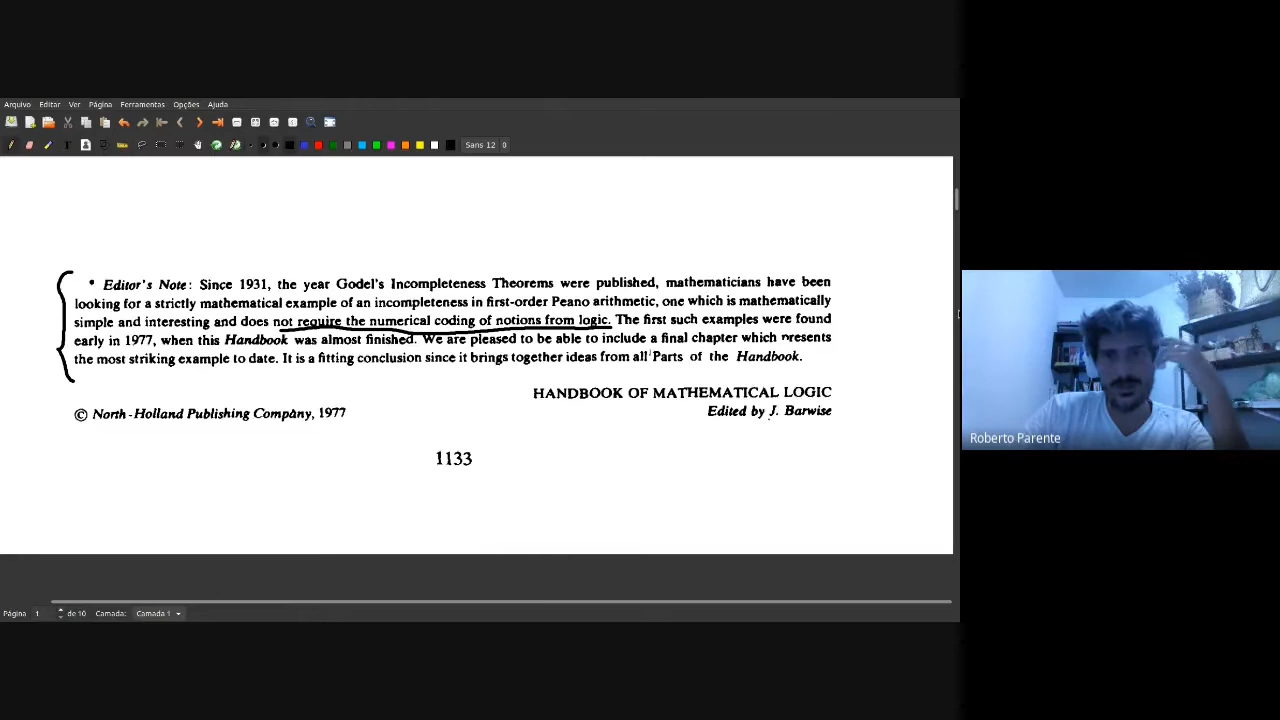 Arquivo Editar Ver Página Ferramentas Opções Ajuda
Sans 12
* Editor's Note: Since 1931, the year Godel's Incompleteness Theorems were published, mathematicians have been
looking for a strictly mathematical example of an incompleteness in first-order Peano arithmetic, one which is mathematically
simple and interesting and does not require the numerical coding of notions from logic. The first such examples were found
early in 1977, when this Handbook was almost finished. We are pleased to be able to include a final chapter which presents
the most striking example to date. It is a fitting conclusion since it brings together ideas from all Parts of the Handbook.
HANDBOOK OF MATHEMATICAL LOGIC
© North-Holland Publishing Company, 1977
Edited by J. Barwise
1133
Roberto Parente
Página 1 de 10 Camada: Camada 1